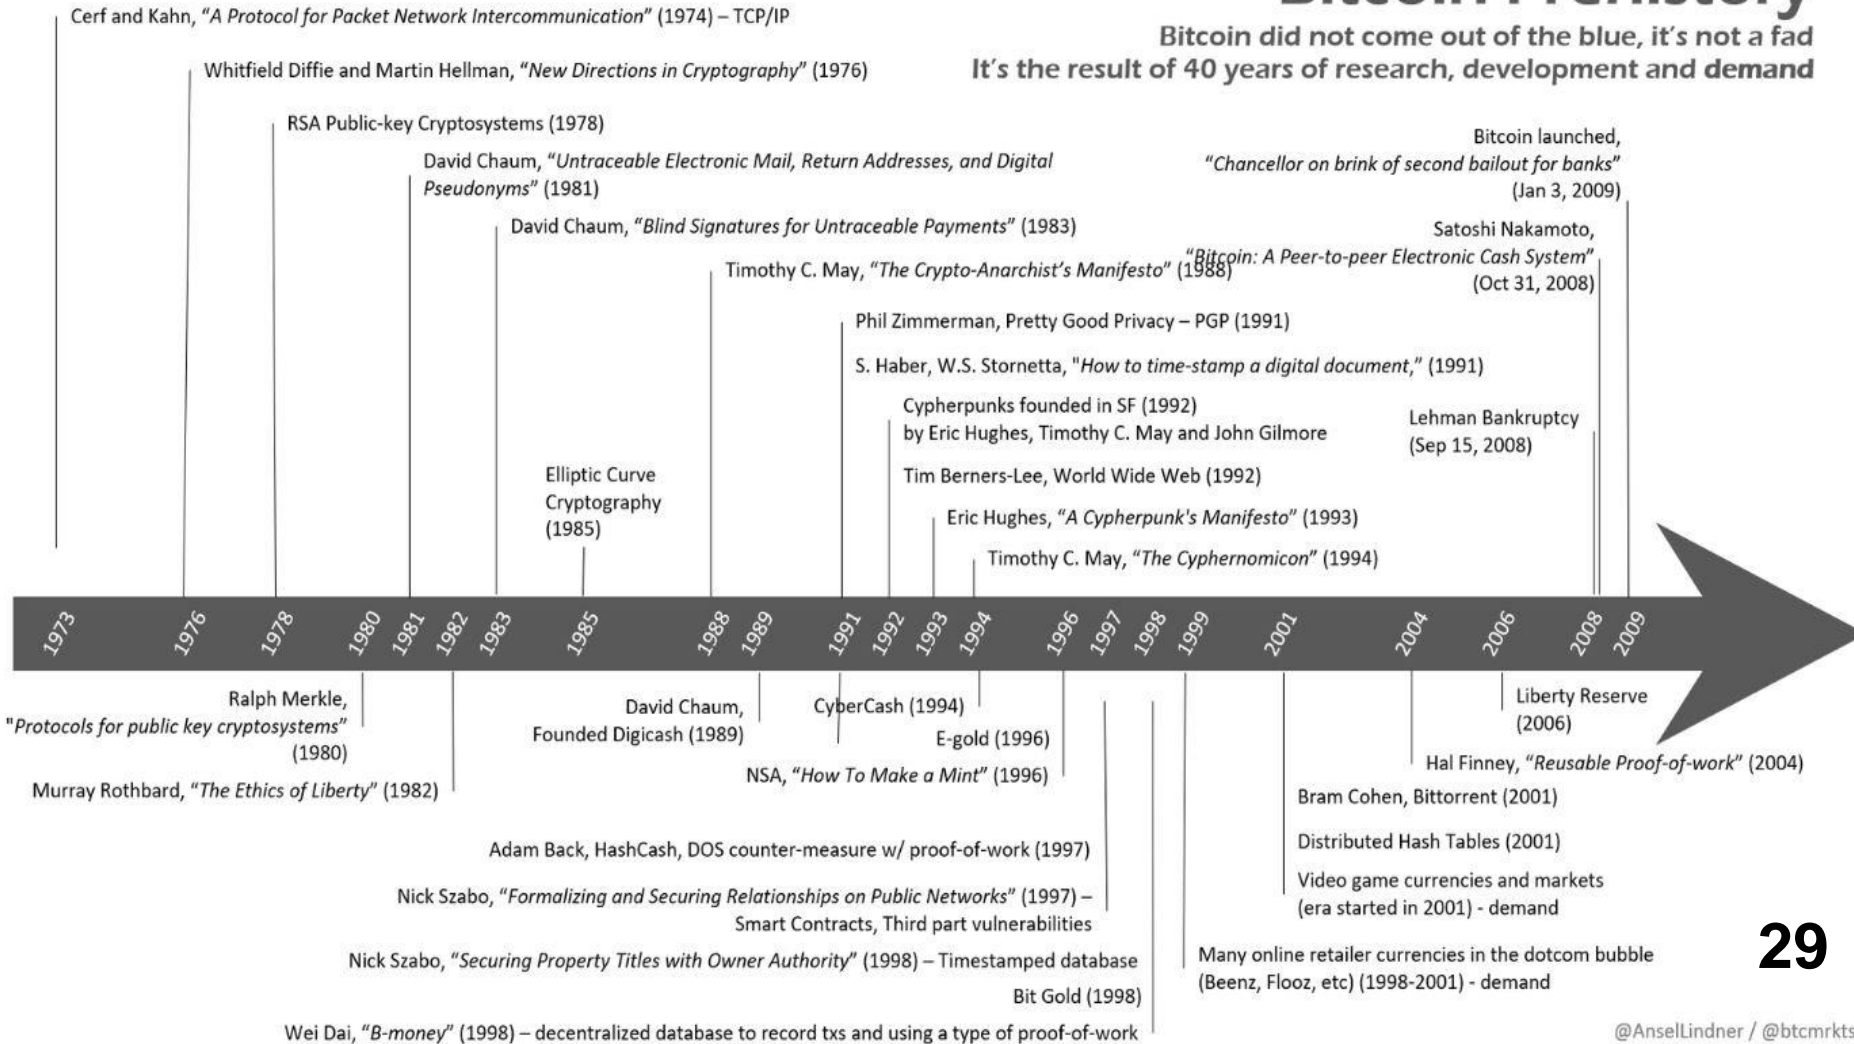 Bitcoin Prehistory
Bitcoin did not come out of the blue, it's not a fad
It's the result of 40 years of research, development and demand
Cerf and Kahn, “A Protocol for Packet Network Intercommunication” (1974) – TCP/IP
Whitfield Diffie and Martin Hellman, “New Directions in Cryptography” (1976)
RSA Public-key Cryptosystems (1978)
David Chaum, “Untraceable Electronic Mail, Return Addresses, and Digital
Pseudonyms” (1981)
David Chaum, “Blind Signatures for Untraceable Payments” (1983)
Elliptic Curve
Cryptography
(1985)
Timothy C. May, “The Crypto-Anarchist’s Manifesto” (1988)
Phil Zimmerman, Pretty Good Privacy – PGP (1991)
S. Haber, W.S. Stornetta, "How to time-stamp a digital document,” (1991)
Cypherpunks founded in SF (1992)
by Eric Hughes, Timothy C. May and John Gilmore
Tim Berners-Lee, World Wide Web (1992)
Eric Hughes, “A Cypherpunk's Manifesto” (1993)
Timothy C. May, “The Cyphernomicon” (1994)
Bitcoin launched,
“Chancellor on brink of second bailout for banks”
(Jan 3, 2009)
Satoshi Nakamoto,
“Bitcoin: A Peer-to-peer Electronic Cash System”
(Oct 31, 2008)
Lehman Bankruptcy
(Sep 15, 2008)
1973
1976
1978
1980
1981
1982
1983
1985
1988
1989
1991
1992
1993
1994
1996
1997
1998
1999
2001
2004
2006
2008
2009
Ralph Merkle,
"Protocols for public key cryptosystems”
(1980)
Murray Rothbard, “The Ethics of Liberty” (1982)
David Chaum,
Founded Digicash (1989)
CyberCash (1994)
E-gold (1996)
NSA, “How To Make a Mint” (1996)
Adam Back, HashCash, DOS counter-measure w/ proof-of-work (1997)
Nick Szabo, “Formalizing and Securing Relationships on Public Networks” (1997) –
Smart Contracts, Third part vulnerabilities
Nick Szabo, “Securing Property Titles with Owner Authority” (1998) – Timestamped database
Bit Gold (1998)
Wei Dai, “B-money” (1998) – decentralized database to record txs and using a type of proof-of-work
Liberty Reserve
(2006)
Hal Finney, “Reusable Proof-of-work” (2004)
Bram Cohen, Bittorrent (2001)
Distributed Hash Tables (2001)
Video game currencies and markets
(era started in 2001) - demand
Many online retailer currencies in the dotcom bubble
(Beenz, Flooz, etc) (1998-2001) - demand
29
@AnselLindner / @btcmrkts